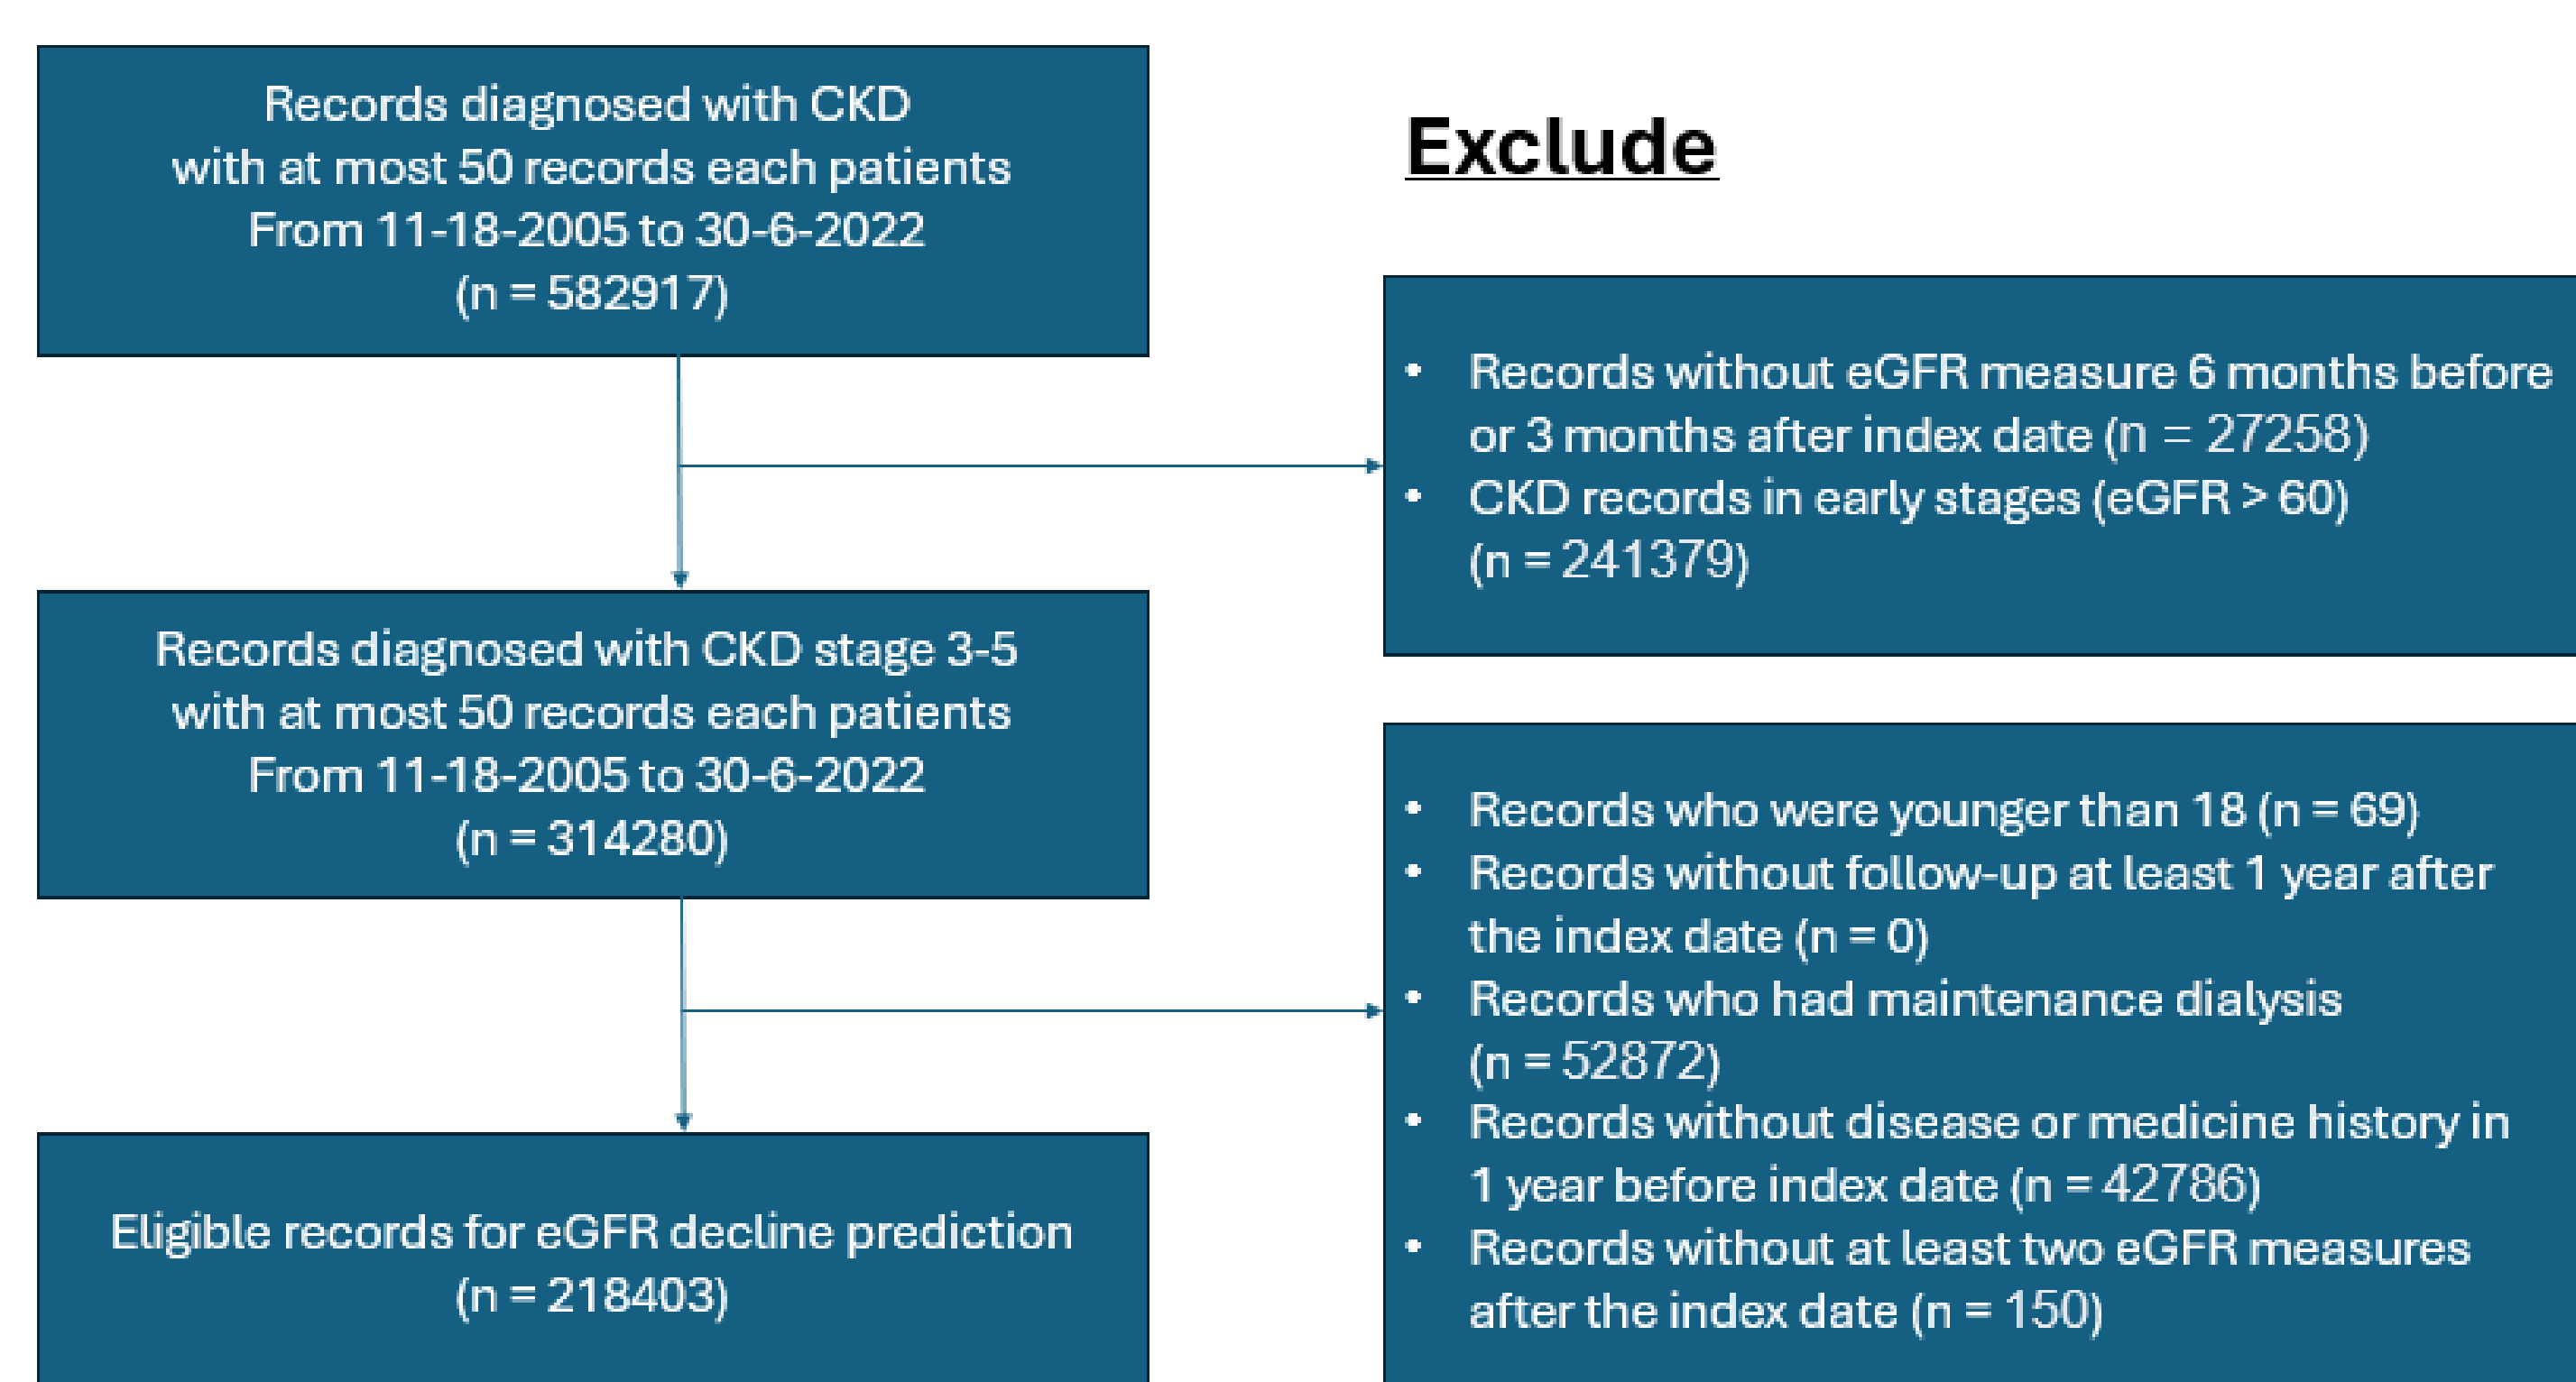 Records diagnosed with CKD
with at most 50 records each patients
From 11-18-2005 to 30-6-2022
(n = 582917)
Exclude
• Records without eGFR measure 6 months before
or 3 months after index date (n = 27258)
• CKD records in early stages (eGFR > 60)
(n = 241379)
Records diagnosed with CKD stage 3-5
with at most 50 records each patients
From 11-18-2005 to 30-6-2022
(n = 314280)
• Records who were younger than 18 (n = 69)
• Records without follow-up at least 1 year after
the index date (n = 0)
• Records who had maintenance dialysis
(n = 52872)
• Records without disease or medicine history in
1 year before index date (n = 42786)
• Records without at least two eGFR measures
after the index date (n = 150)
Eligible records for eGFR decline prediction
(n = 218403)